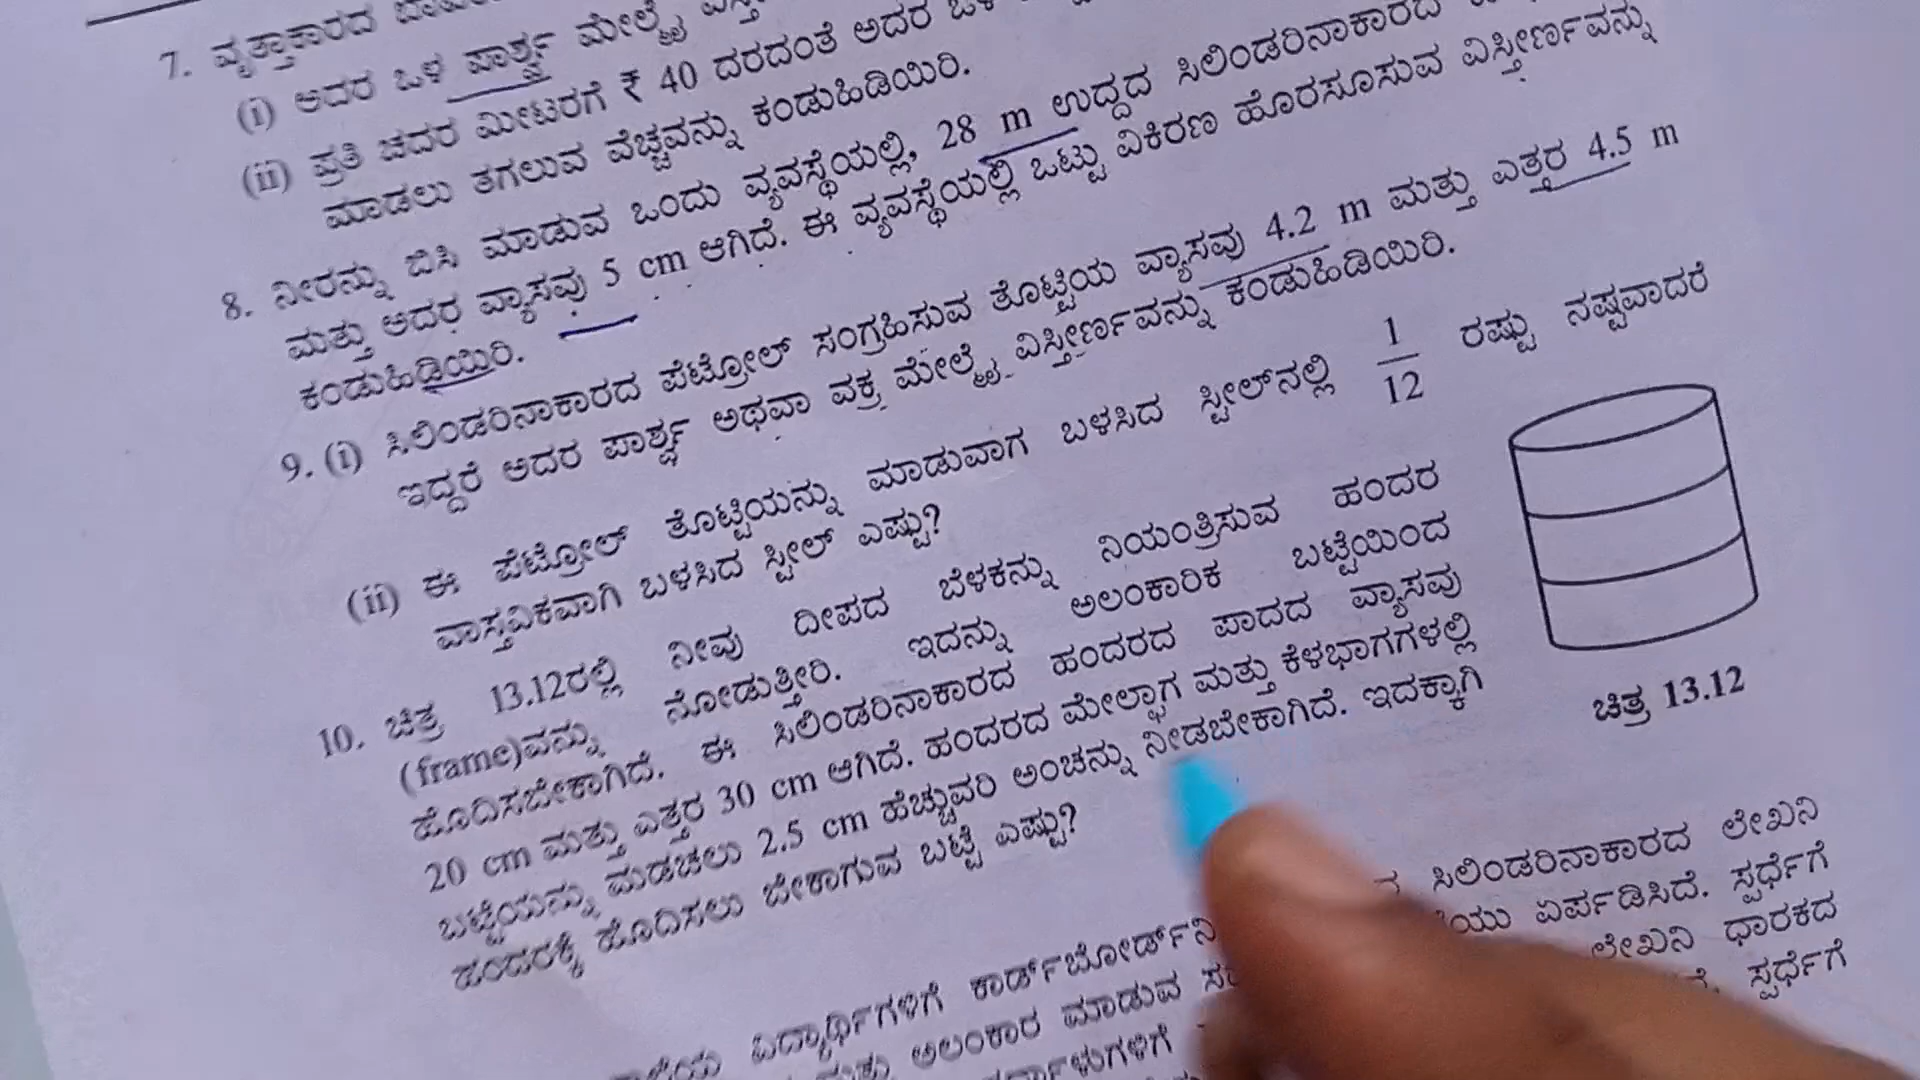 7. ವೃತ್ತಾಕಾರದ
(i) ಅದರ ಒಳ ಪಾರ್ಶ್ವ ಮೇಲ್ಮೈ
(ii) ಪ್ರತಿ ಚದರ ಮೀಟರಗೆ ₹ 40 ದರದಂತೆ ಅದರ ಒಳ
ಮಾಡಲು ತಗಲುವ ವೆಚ್ಚವನ್ನು ಕಂಡುಹಿಡಿಯಿರಿ.
8. ನೀರನ್ನು ಬಿಸಿ ಮಾಡುವ ಒಂದು ವ್ಯವಸ್ಥೆಯಲ್ಲಿ, 28 m ಉದ್ದದ ಸಿಲಿಂಡರಿನಾಕಾರದ
ಮತ್ತು ಅದರ ವ್ಯಾಸವು 5 cm ಆಗಿದೆ. ಈ ವ್ಯವಸ್ಥೆಯಲ್ಲಿ ಒಟ್ಟು ವಿಕಿರಣ ಹೊರಸೂಸುವ ವಿಸ್ತೀರ್ಣವನ್ನು
ಕಂಡುಹಿಡಿಯಿರಿ.
9. (i) ಸಿಲಿಂಡರಿನಾಕಾರದ ಪೆಟ್ರೋಲ್ ಸಂಗ್ರಹಿಸುವ ತೊಟ್ಟಿಯ ವ್ಯಾಸವು 4.2 m ಮತ್ತು ಎತ್ತರ 4.5 m
ಇದ್ದರೆ ಅದರ ಪಾರ್ಶ್ವ ಅಥವಾ ವಕ್ರ ಮೇಲ್ಮೈ ವಿಸ್ತೀರ್ಣವನ್ನು ಕಂಡುಹಿಡಿಯಿರಿ.
(ii) ಈ ಪೆಟ್ರೋಲ್ ತೊಟ್ಟಿಯನ್ನು ಮಾಡುವಾಗ ಬಳಸಿದ ಸ್ಟೀಲ್‌ನಲ್ಲಿ 1/12 ರಷ್ಟು ನಷ್ಟವಾದರೆ
ವಾಸ್ತವಿಕವಾಗಿ ಬಳಸಿದ ಸ್ಟೀಲ್ ಎಷ್ಟು?
10. ಚಿತ್ರ 13.12ರಲ್ಲಿ ನೀವು ದೀಪದ ಬೆಳಕನ್ನು ನಿಯಂತ್ರಿಸುವ ಹಂದರ
(frame)ವನ್ನು ನೋಡುತ್ತೀರಿ. ಇದನ್ನು ಅಲಂಕಾರಿಕ ಬಟ್ಟೆಯಿಂದ
ಹೊದಿಸಬೇಕಾಗಿದೆ. ಈ ಸಿಲಿಂಡರಿನಾಕಾರದ ಹಂದರದ ಪಾದದ ವ್ಯಾಸವು
20 cm ಮತ್ತು ಎತ್ತರ 30 cm ಆಗಿದೆ. ಹಂದರದ ಮೇಲ್ಭಾಗ ಮತ್ತು ಕೆಳಭಾಗಗಳಲ್ಲಿ
ಬಟ್ಟೆಯನ್ನು ಮಡಚಲು 2.5 cm ಹೆಚ್ಚುವರಿ ಅಂಚನ್ನು ನೀಡಬೇಕಾಗಿದೆ. ಇದಕ್ಕಾಗಿ
ಹಂದರಕ್ಕೆ ಹೊದಿಸಲು ಬೇಕಾಗುವ ಬಟ್ಟೆ ಎಷ್ಟು?
ಚಿತ್ರ 13.12
ವಿದ್ಯಾರ್ಥಿಗಳಿಗೆ ಕಾರ್ಡ್‌ಬೋರ್ಡ್‌ನಿ ಸಿಲಿಂಡರಿನಾಕಾರದ ಲೇಖನಿ
ಮತ್ತು ಅಲಂಕಾರ ಮಾಡುವ ಏರ್ಪಡಿಸಿದೆ. ಸ್ಪರ್ಧೆಗೆ
ಲೇಖನಿ ಧಾರಕದ
ಸ್ಪರ್ಧೆಗೆ